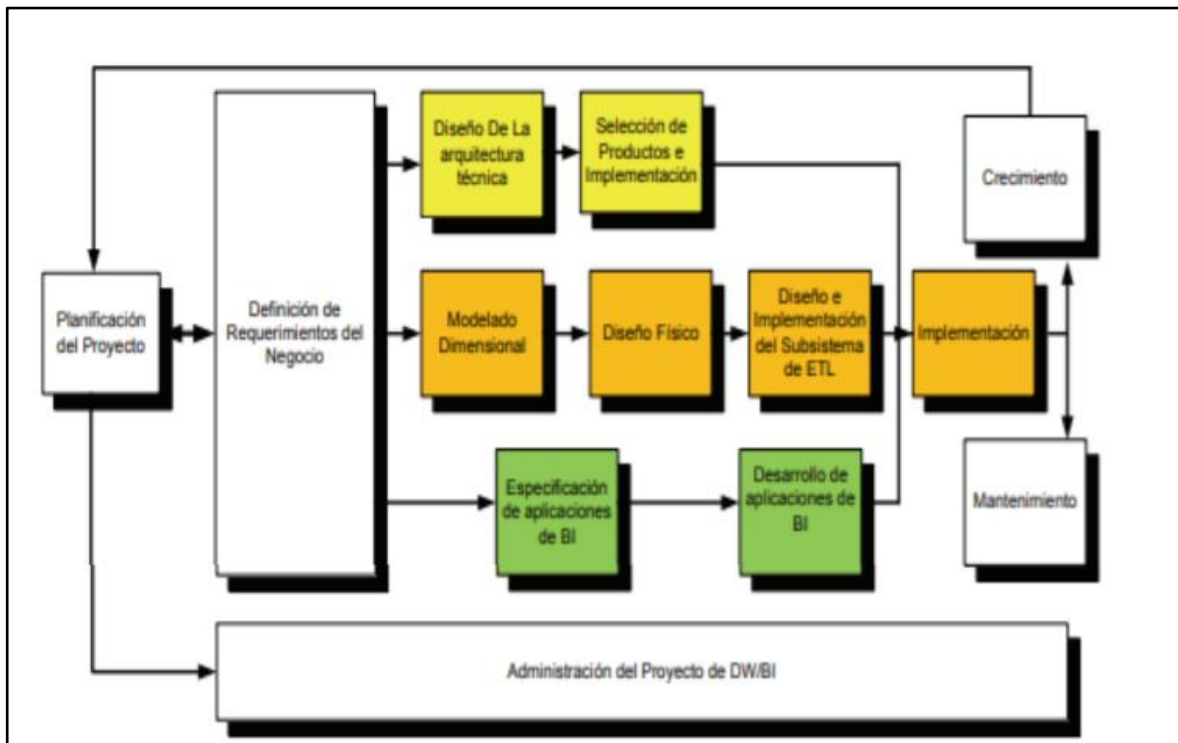 Diseño De La
arquitectura
técnica
Selección de
Productos e
Implementación
Crecimiento
Planificación
del Proyecto
Definición de
Requerimientos del
Negocio
Modelado
Dimensional
Diseño Físico
Diseño e
Implementación
del Subsistema
de ETL
Implementación
Especificación
de aplicaciones
de BI
Desarrollo de
aplicaciones de
BI
Mantenimiento
Administración del Proyecto de DW/BI